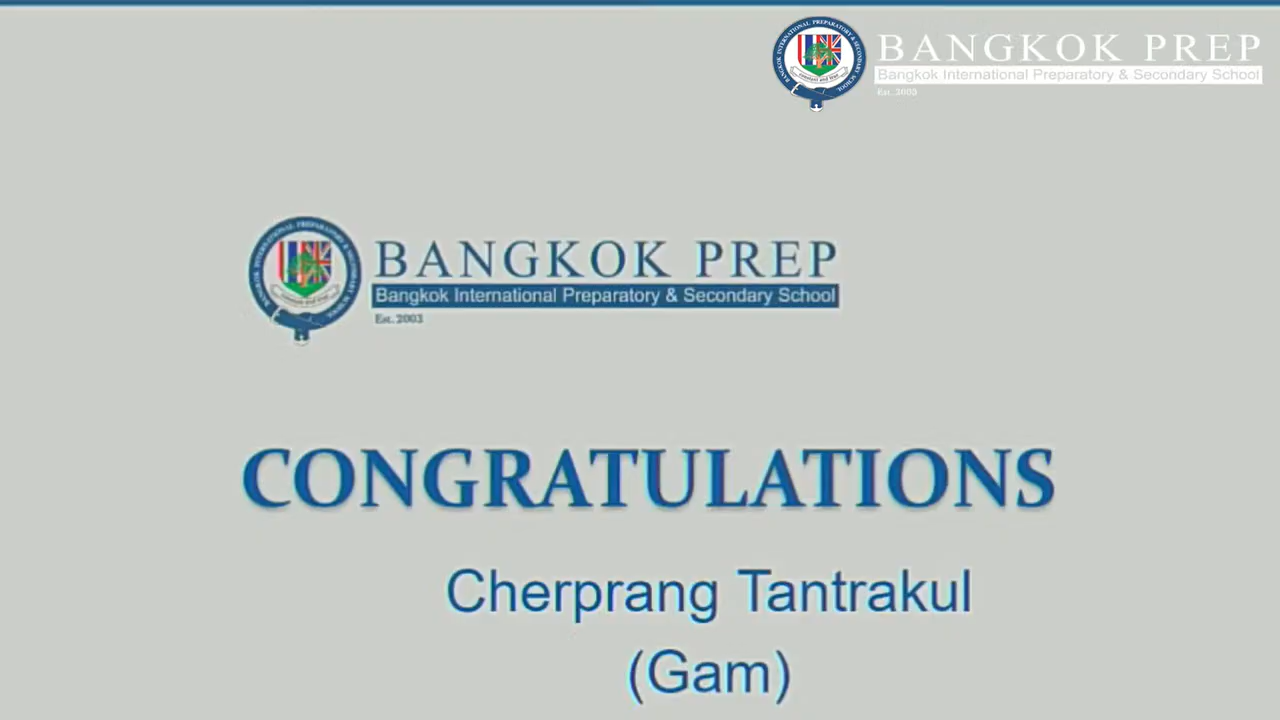 BANGKOK PREP
Bangkok International Preparatory & Secondary School
Est. 2003
BANGKOK PREP
Bangkok International Preparatory & Secondary School
Est. 2003
CONGRATULATIONS
Cherprang Tantrakul
(Gam)